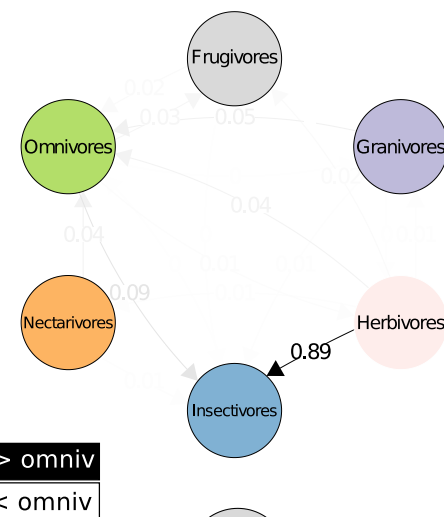 Frugivores
0.02
0.03
0.05
Omnivores
Granivores
0.04
0.04
0.01
0.01
0.09
Nectarivores
Herbivores
0.89
Insectivores
> omniv
< omniv